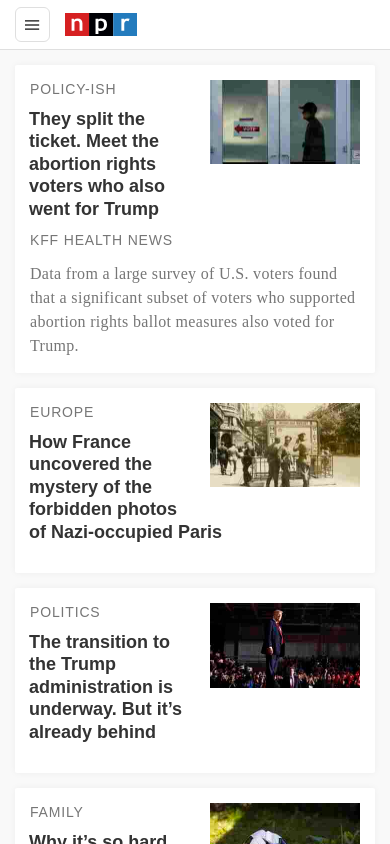 npr
POLICY-ISH
They split the
ticket. Meet the
abortion rights
voters who also
went for Trump
KFF HEALTH NEWS
Data from a large survey of U.S. voters found
that a significant subset of voters who supported
abortion rights ballot measures also voted for
Trump.
EUROPE
How France
uncovered the
mystery of the
forbidden photos
of Nazi-occupied Paris
POLITICS
The transition to
the Trump
administration is
underway. But it’s
already behind
FAMILY
Why it’s so hard